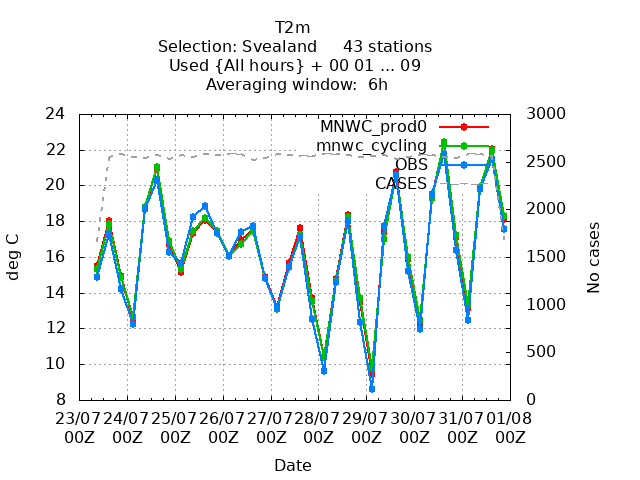 T2m
Selection: Svealand     43 stations
Used {All hours} + 00 01 ... 09
Averaging window:  6h
24 3000
MNWC_prod0
mnwc_cycling
OBS
CASES
22 2500
20 2000
18
16 1500
14 1000
12
10 500
8 0
deg C
No cases
23/07 24/07 25/07 26/07 27/07 28/07 29/07 30/07 31/07 01/08
00Z 00Z 00Z 00Z 00Z 00Z 00Z 00Z 00Z 00Z
Date